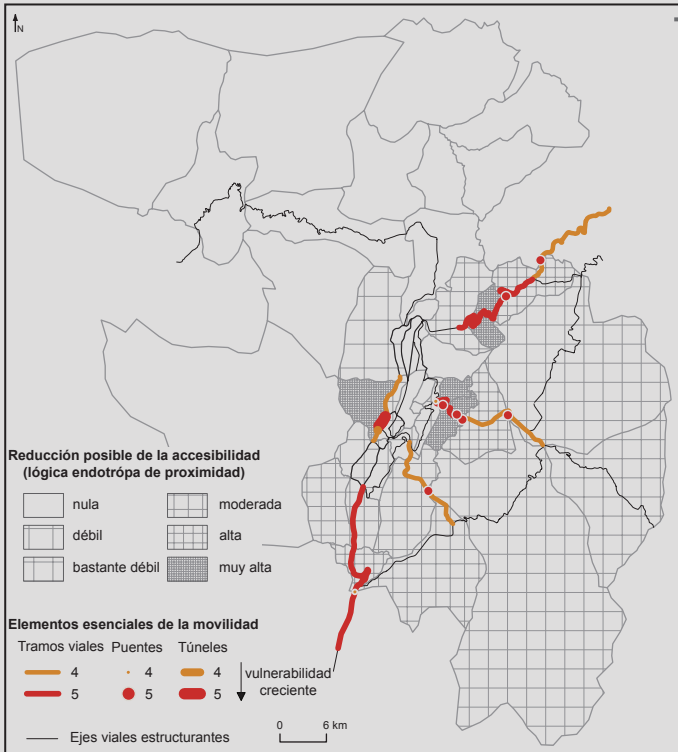 N
Reducción posible de la accesibilidad
(lógica endotrópa de proximidad)
nula
moderada
débil
alta
bastante débil
muy alta
Elementos esenciales de la movilidad
Tramos viales Puentes Túneles
4 4 4
5 5 5
vulnerabilidad
creciente
Ejes viales estructurantes
0 6 km